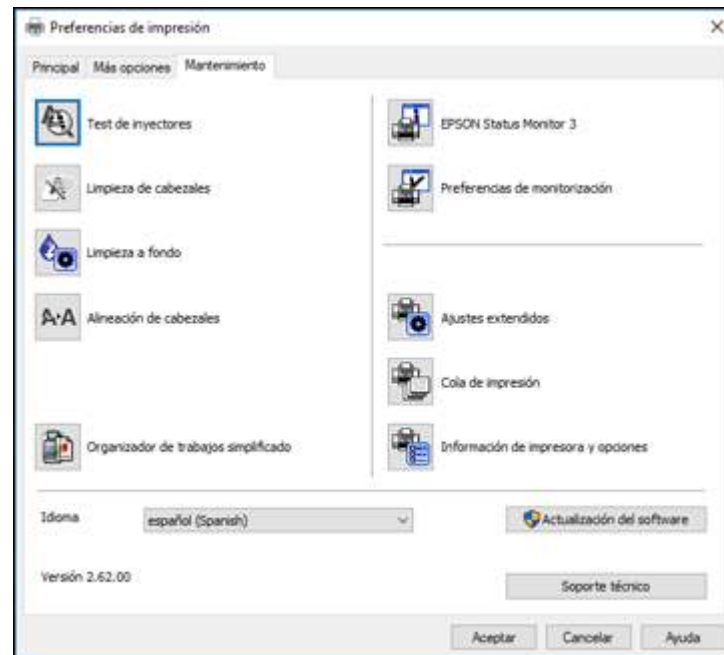 Preferencias de impresión
Principal Más opciones Mantenimiento
Test de inyectores
Limpieza de cabezales
Limpieza a fondo
A·A Alineación de cabezales
Organizador de trabajos simplificado
EPSON Status Monitor 3
Preferencias de monitorización
Ajustes extendidos
Cola de impresión
Información de impresora y opciones
Idioma español (Spanish)
Actualización del software
Versión 2.62.00
Soporte técnico
Aceptar Cancelar Ayuda